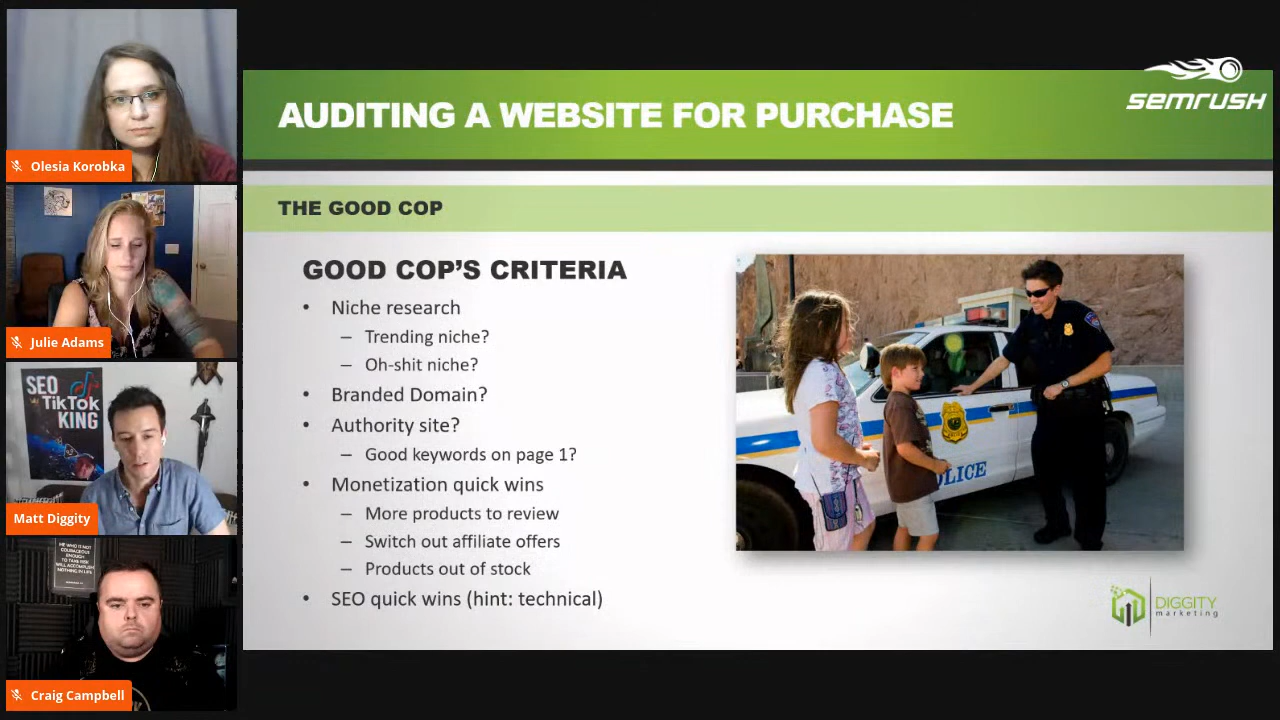 Olesia Korobka
Julie Adams
SEO
TikTok
KING
Matt Diggity
Craig Campbell
semrush
AUDITING A WEBSITE FOR PURCHASE
THE GOOD COP
GOOD COP'S CRITERIA
• Niche research
– Trending niche?
– Oh-shit niche?
• Branded Domain?
• Authority site?
– Good keywords on page 1?
• Monetization quick wins
– More products to review
– Switch out affiliate offers
– Products out of stock
• SEO quick wins (hint: technical)
DIGGITY
marketing